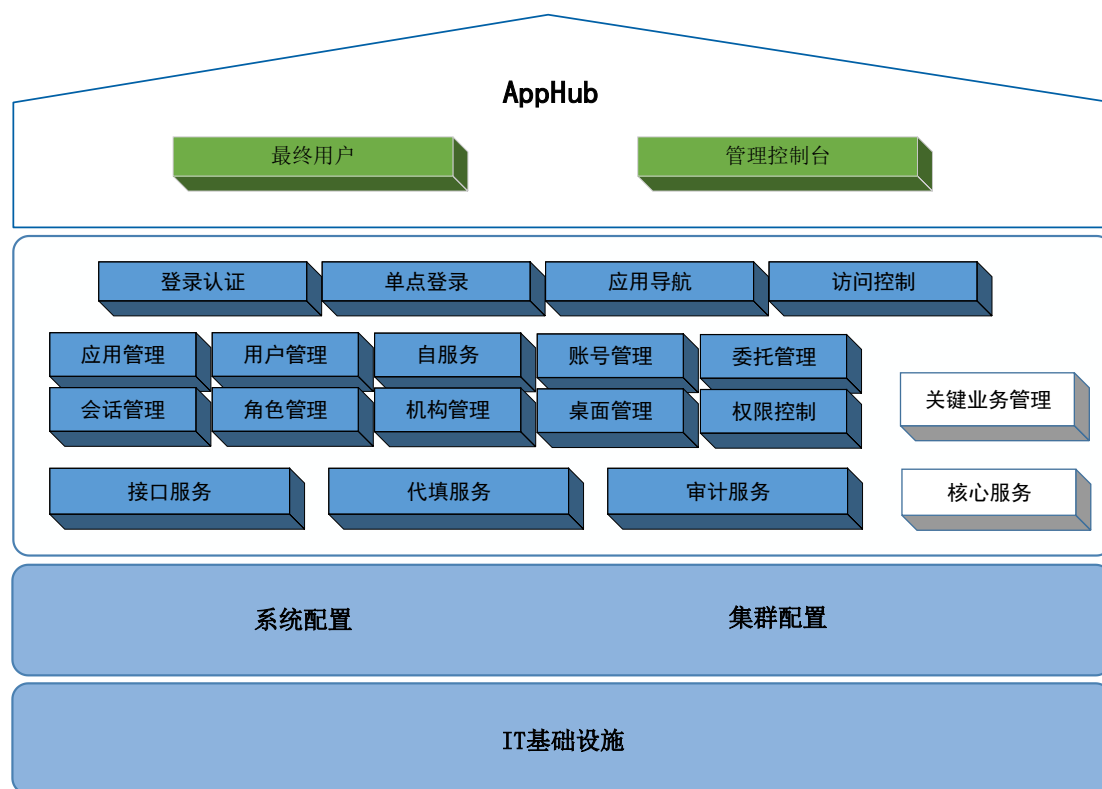 AppHub
最终用户 管理控制台
登录认证 单点登录 应用导航 访问控制
应用管理 用户管理 自服务 账号管理 委托管理
会话管理 角色管理 机构管理 桌面管理 权限控制 关键业务管理
接口服务 代填服务 审计服务 核心服务
系统配置 集群配置
IT基础设施